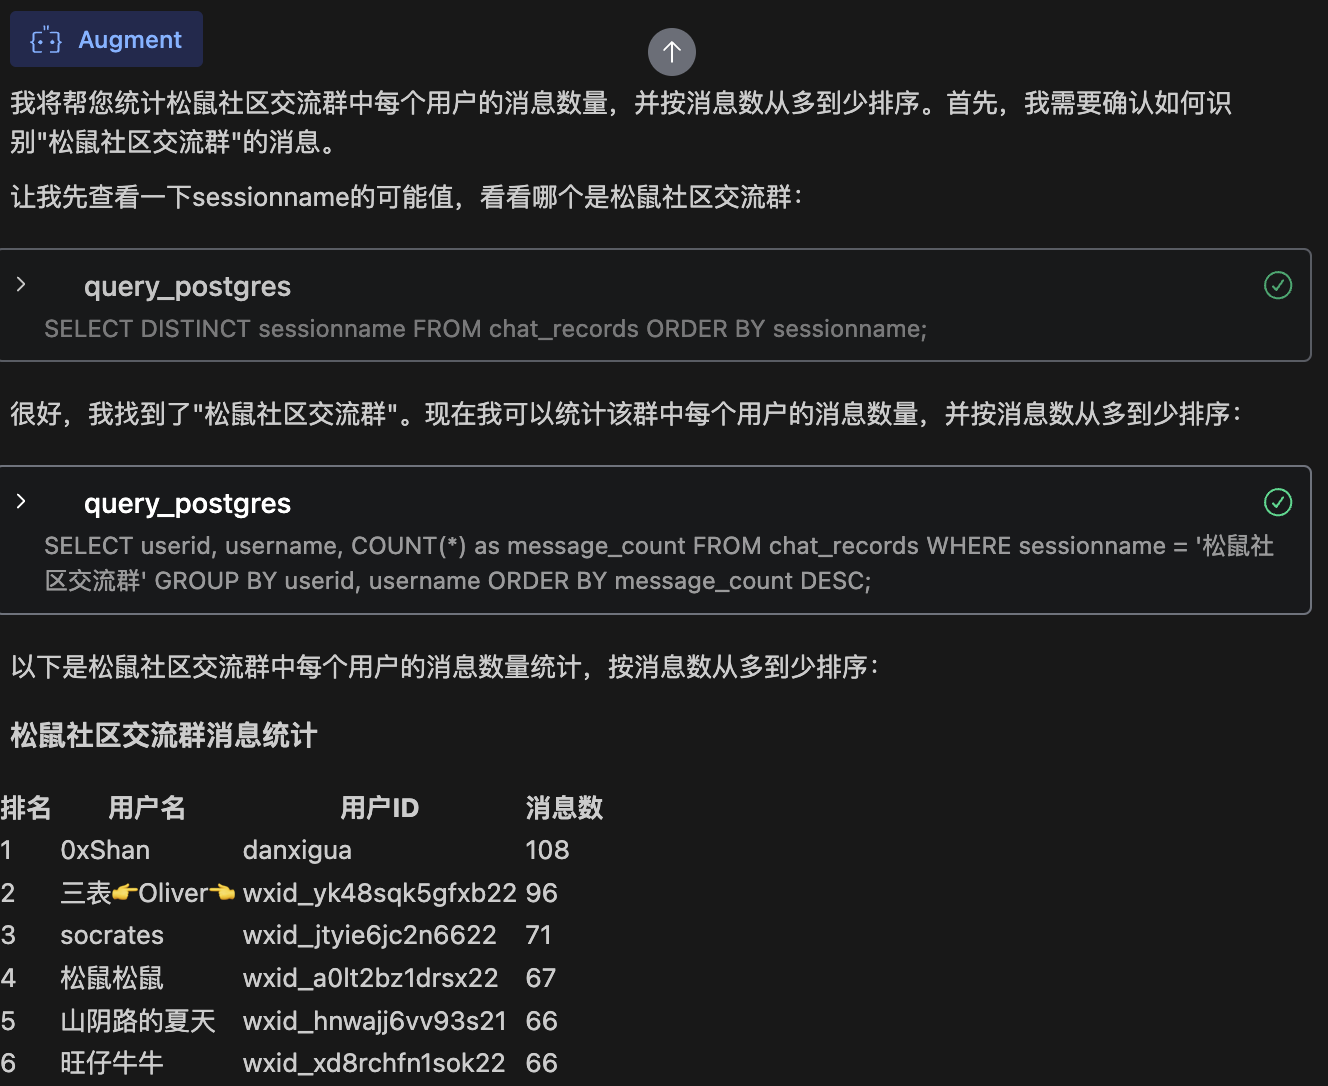 Augment
我将帮您统计松鼠社区交流群中每个用户的消息数量，并按消息数从多到少排序。首先，我需要确认如何识
别"松鼠社区交流群"的消息。
让我先查看一下sessionname的可能值，看看哪个是松鼠社区交流群：
query_postgres
SELECT DISTINCT sessionname FROM chat_records ORDER BY sessionname;
很好，我找到了"松鼠社区交流群"。现在我可以统计该群中每个用户的消息数量，并按消息数从多到少排序：
query_postgres
SELECT userid, username, COUNT(*) as message_count FROM chat_records WHERE sessionname = '松鼠社
区交流群' GROUP BY userid, username ORDER BY message_count DESC;
以下是松鼠社区交流群中每个用户的消息数量统计，按消息数从多到少排序：
松鼠社区交流群消息统计
排名 用户名 用户ID 消息数
1 0xShan danxigua 108
2 三表👉Oliver👈 wxid_yk48sqk5gfxb22 96
3 socrates wxid_jtyie6jc2n6622 71
4 松鼠松鼠 wxid_a0lt2bz1drsx22 67
5 山阴路的夏天 wxid_hnwajj6vv93s21 66
6 旺仔牛牛 wxid_xd8rchfn1sok22 66